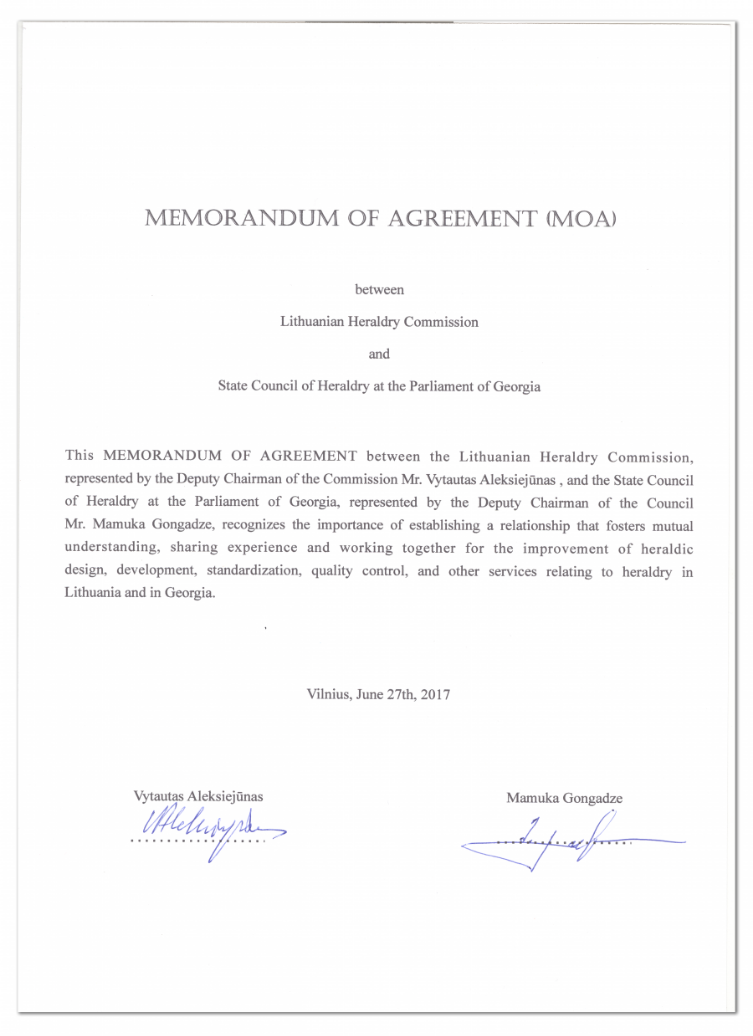 MEMORANDUM OF AGREEMENT (MOA)
between
Lithuanian Heraldry Commission
and
State Council of Heraldry at the Parliament of Georgia
This MEMORANDUM OF AGREEMENT between the Lithuanian Heraldry Commission,
represented by the Deputy Chairman of the Commission Mr. Vytautas Aleksiejūnas , and the State Council
of Heraldry at the Parliament of Georgia, represented by the Deputy Chairman of the Council
Mr. Mamuka Gongadze, recognizes the importance of establishing a relationship that fosters mutual
understanding, sharing experience and working together for the improvement of heraldic
design, development, standardization, quality control, and other services relating to heraldry in
Lithuania and in Georgia.
Vilnius, June 27th, 2017
Vytautas Aleksiejūnas
Mamuka Gongadze